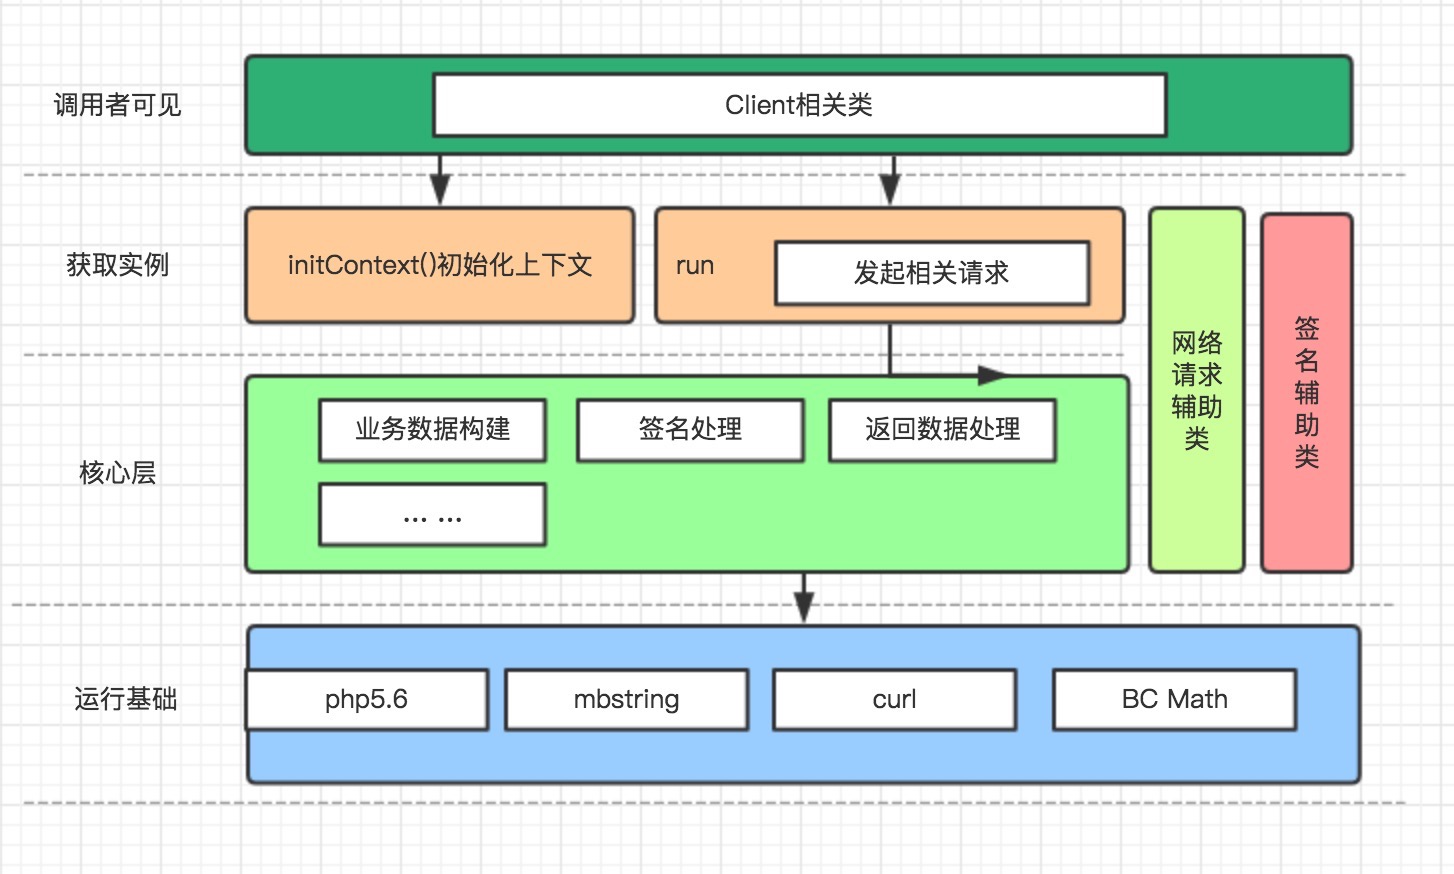 调用者可见
Client相关类
获取实例
initContext()初始化上下文
run
发起相关请求
网络
请求
辅助
类
签
名
辅
助
类
核心层
业务数据构建
签名处理
返回数据处理
... ...
运行基础
php5.6
mbstring
curl
BC Math